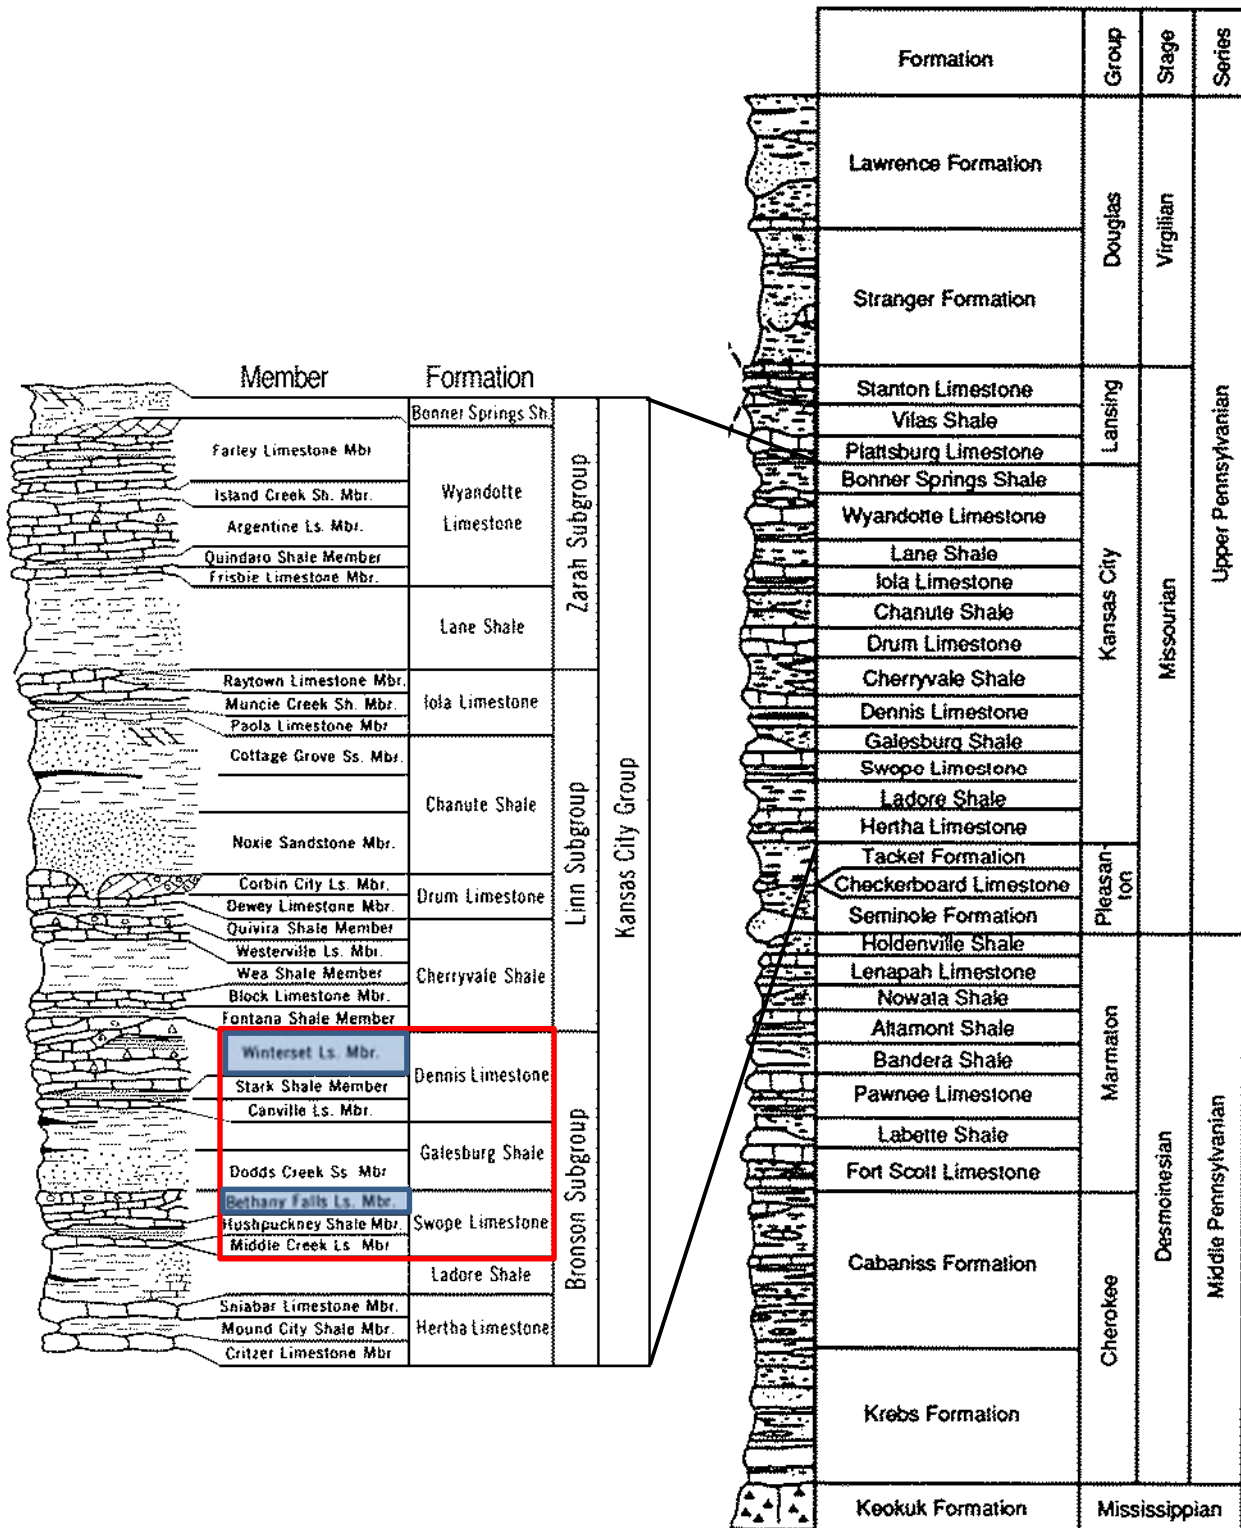 Member Formation
Bonner Springs Sh.
Farley Limestone Mbr
Island Creek Sh. Mbr.
Argentine Ls. Mbr.
Quindaro Shale Member
Frisbie Limestone Mbr.
Wyandotte
Limestone
Lane Shale
Zarah Subgroup
Raytown Limestone Mbr.
Muncie Creek Sh. Mbr.
Paola Limestone Mbr
Iola Limestone
Cottage Grove Ss. Mbr.
Noxie Sandstone Mbr.
Chanute Shale
Corbin City Ls. Mbr.
Dewey Limestone Mbr.
Drum Limestone
Quivira Shale Member
Westerville Ls. Mbr.
Wea Shale Member
Block Limestone Mbr.
Fontana Shale Member
Cherryvale Shale
Linn Subgroup
Winterset Ls. Mbr.
Stark Shale Member
Canville Ls. Mbr.
Dennis Limestone
Dodds Creek Ss Mbr
Galesburg Shale
Bethany Falls Ls. Mbr.
Hushpuckney Shale Mbr.
Middle Creek Ls. Mbr
Swope Limestone
Ladore Shale
Sniabar Limestone Mbr.
Mound City Shale Mbr.
Critzer Limestone Mbr
Hertha Limestone
Bronson Subgroup
Kansas City Group
Formation
Group
Stage
Series
Lawrence Formation
Stranger Formation
Douglas
Virgilian
Stanton Limestone
Vilas Shale
Plattsburg Limestone
Lansing
Bonner Springs Shale
Wyandotte Limestone
Lane Shale
Iola Limestone
Chanute Shale
Drum Limestone
Cherryvale Shale
Dennis Limestone
Galesburg Shale
Swope Limestone
Ladore Shale
Hertha Limestone
Kansas City
Tacket Formation
Checkerboard Limestone
Seminole Formation
Pleasan-
ton
Missourian
Upper Pennsylvanian
Holdenville Shale
Lenapah Limestone
Nowata Shale
Altamont Shale
Bandera Shale
Pawnee Limestone
Labette Shale
Fort Scott Limestone
Marmaton
Cabaniss Formation
Krebs Formation
Cherokee
Desmoinesian
Middle Pennsylvanian
Keokuk Formation
Mississippian